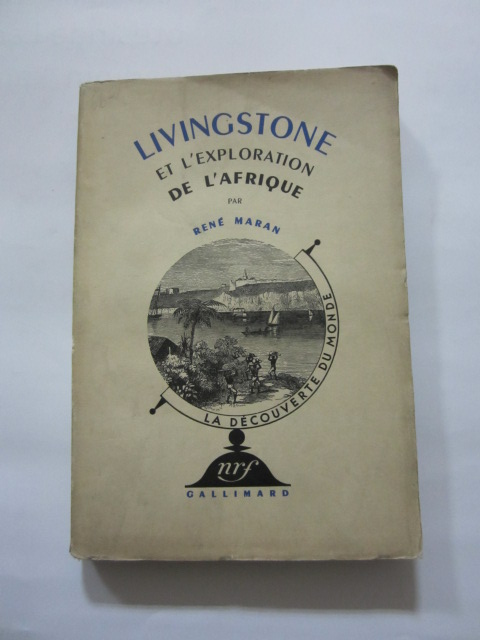 LIVINGSTONE
ET L'EXPLORATION
DE L'AFRIQUE
PAR
RENÉ MARAN
LA DÉCOUVERTE DU MONDE
nrf
GALLIMARD